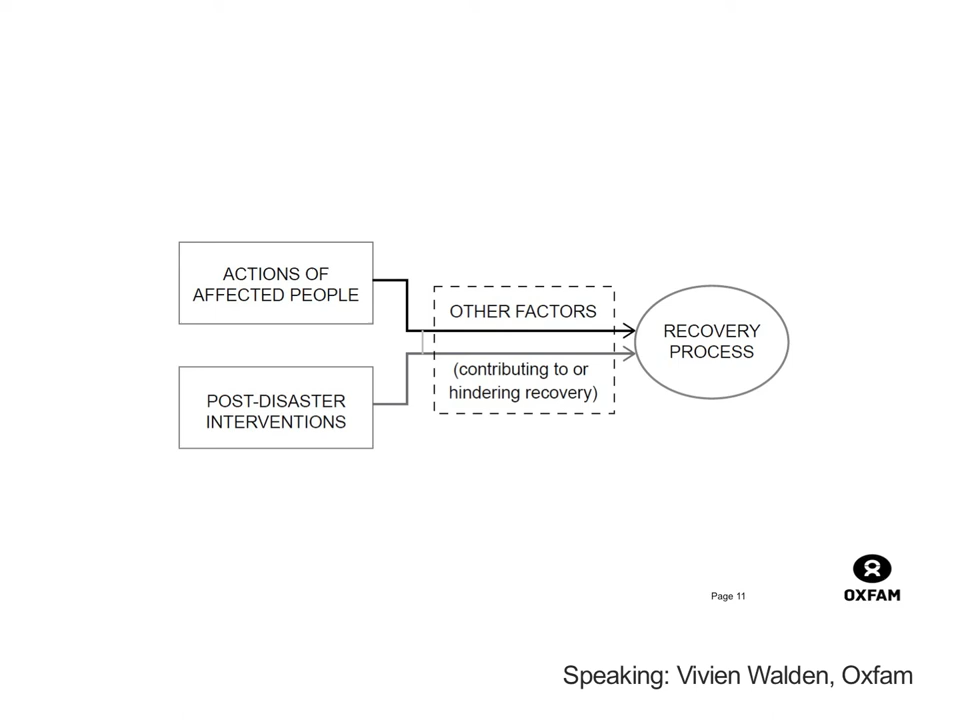 ACTIONS OF
AFFECTED PEOPLE
POST-DISASTER
INTERVENTIONS
OTHER FACTORS
(contributing to or
hindering recovery)
RECOVERY
PROCESS
Page 11
OXFAM
Speaking: Vivien Walden, Oxfam